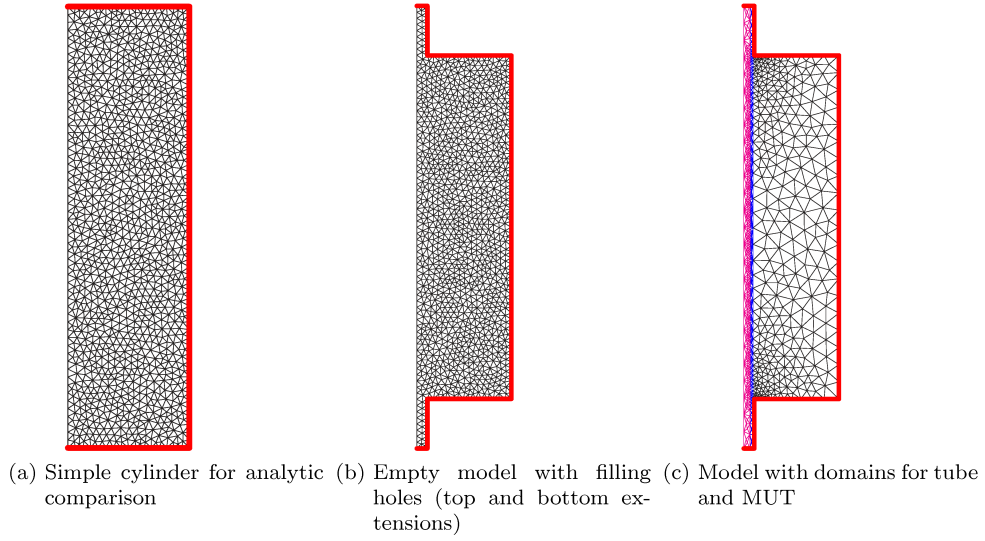 (a) Simple cylinder for analytic comparison
(b) Empty model with filling holes (top and bottom ex-
tensions)
(c) Model with domains for tube and MUT